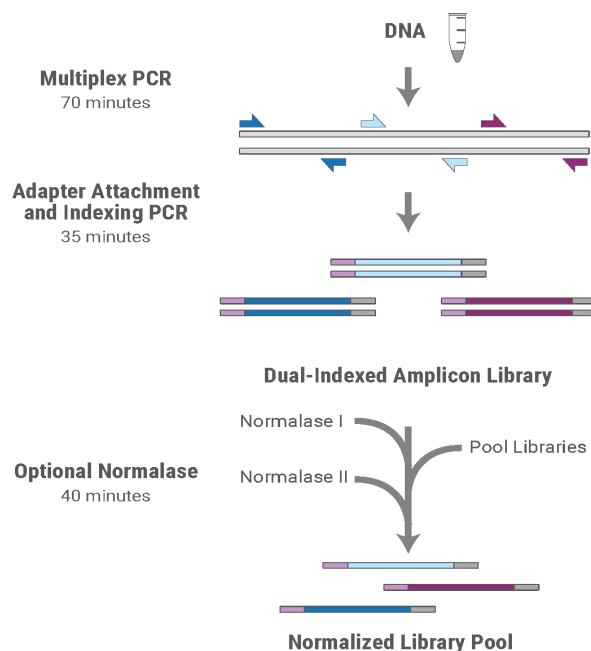 DNA
Multiplex PCR
70 minutes
Adapter Attachment
and Indexing PCR
35 minutes
Dual-Indexed Amplicon Library
Normalase I
Pool Libraries
Optional Normalase
Normalase II
40 minutes
Normalized Library Pool